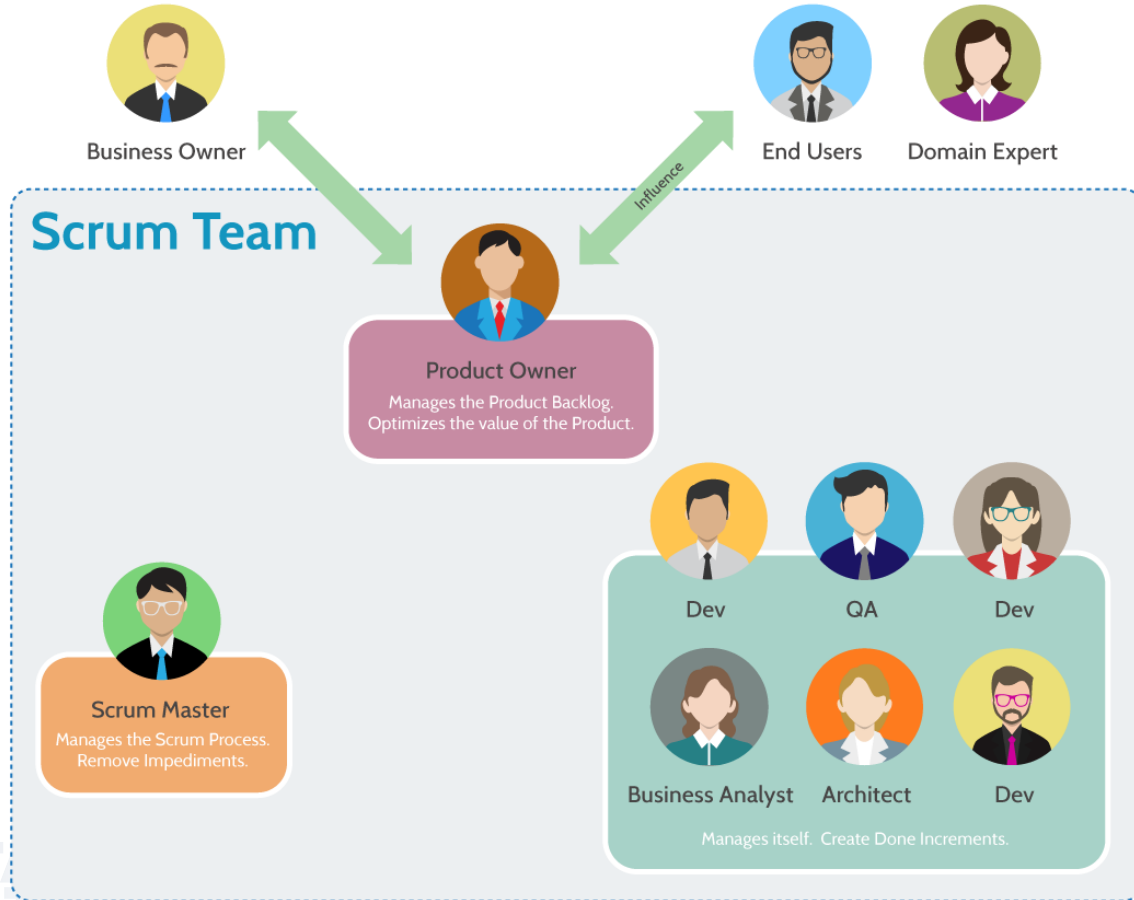 Business Owner
End Users
Domain Expert
Influence
Scrum Team
Product Owner
Manages the Product Backlog.
Optimizes the value of the Product.
Dev
QA
Dev
Scrum Master
Manages the Scrum Process.
Remove Impediments.
Business Analyst
Architect
Dev
Manages itself. Create Done Increments.